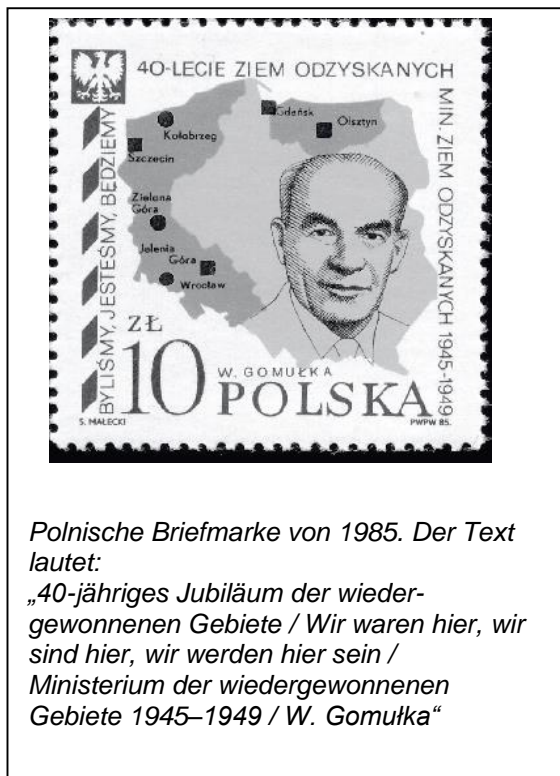 40-LECIE ZIEM ODZYSKANYCH
MIN. ZIEM ODZYSKANYCH 1945-1949
BYLIŚMY, JESTEŚMY, BĘDZIEMY
Gdańsk
Olsztyn
Kołobrzeg
Szczecin
Zielona
Góra
Jelenia
Góra
Wrocław
ZŁ
10
W. GOMUŁKA
POLSKA
S. MAŁECKI
PWPW 85.
Polnische Briefmarke von 1985. Der Text
lautet:
„40-jähriges Jubiläum der wieder-
gewonnenen Gebiete / Wir waren hier, wir
sind hier, wir werden hier sein /
Ministerium der wiedergewonnenen
Gebiete 1945–1949 / W. Gomułka“